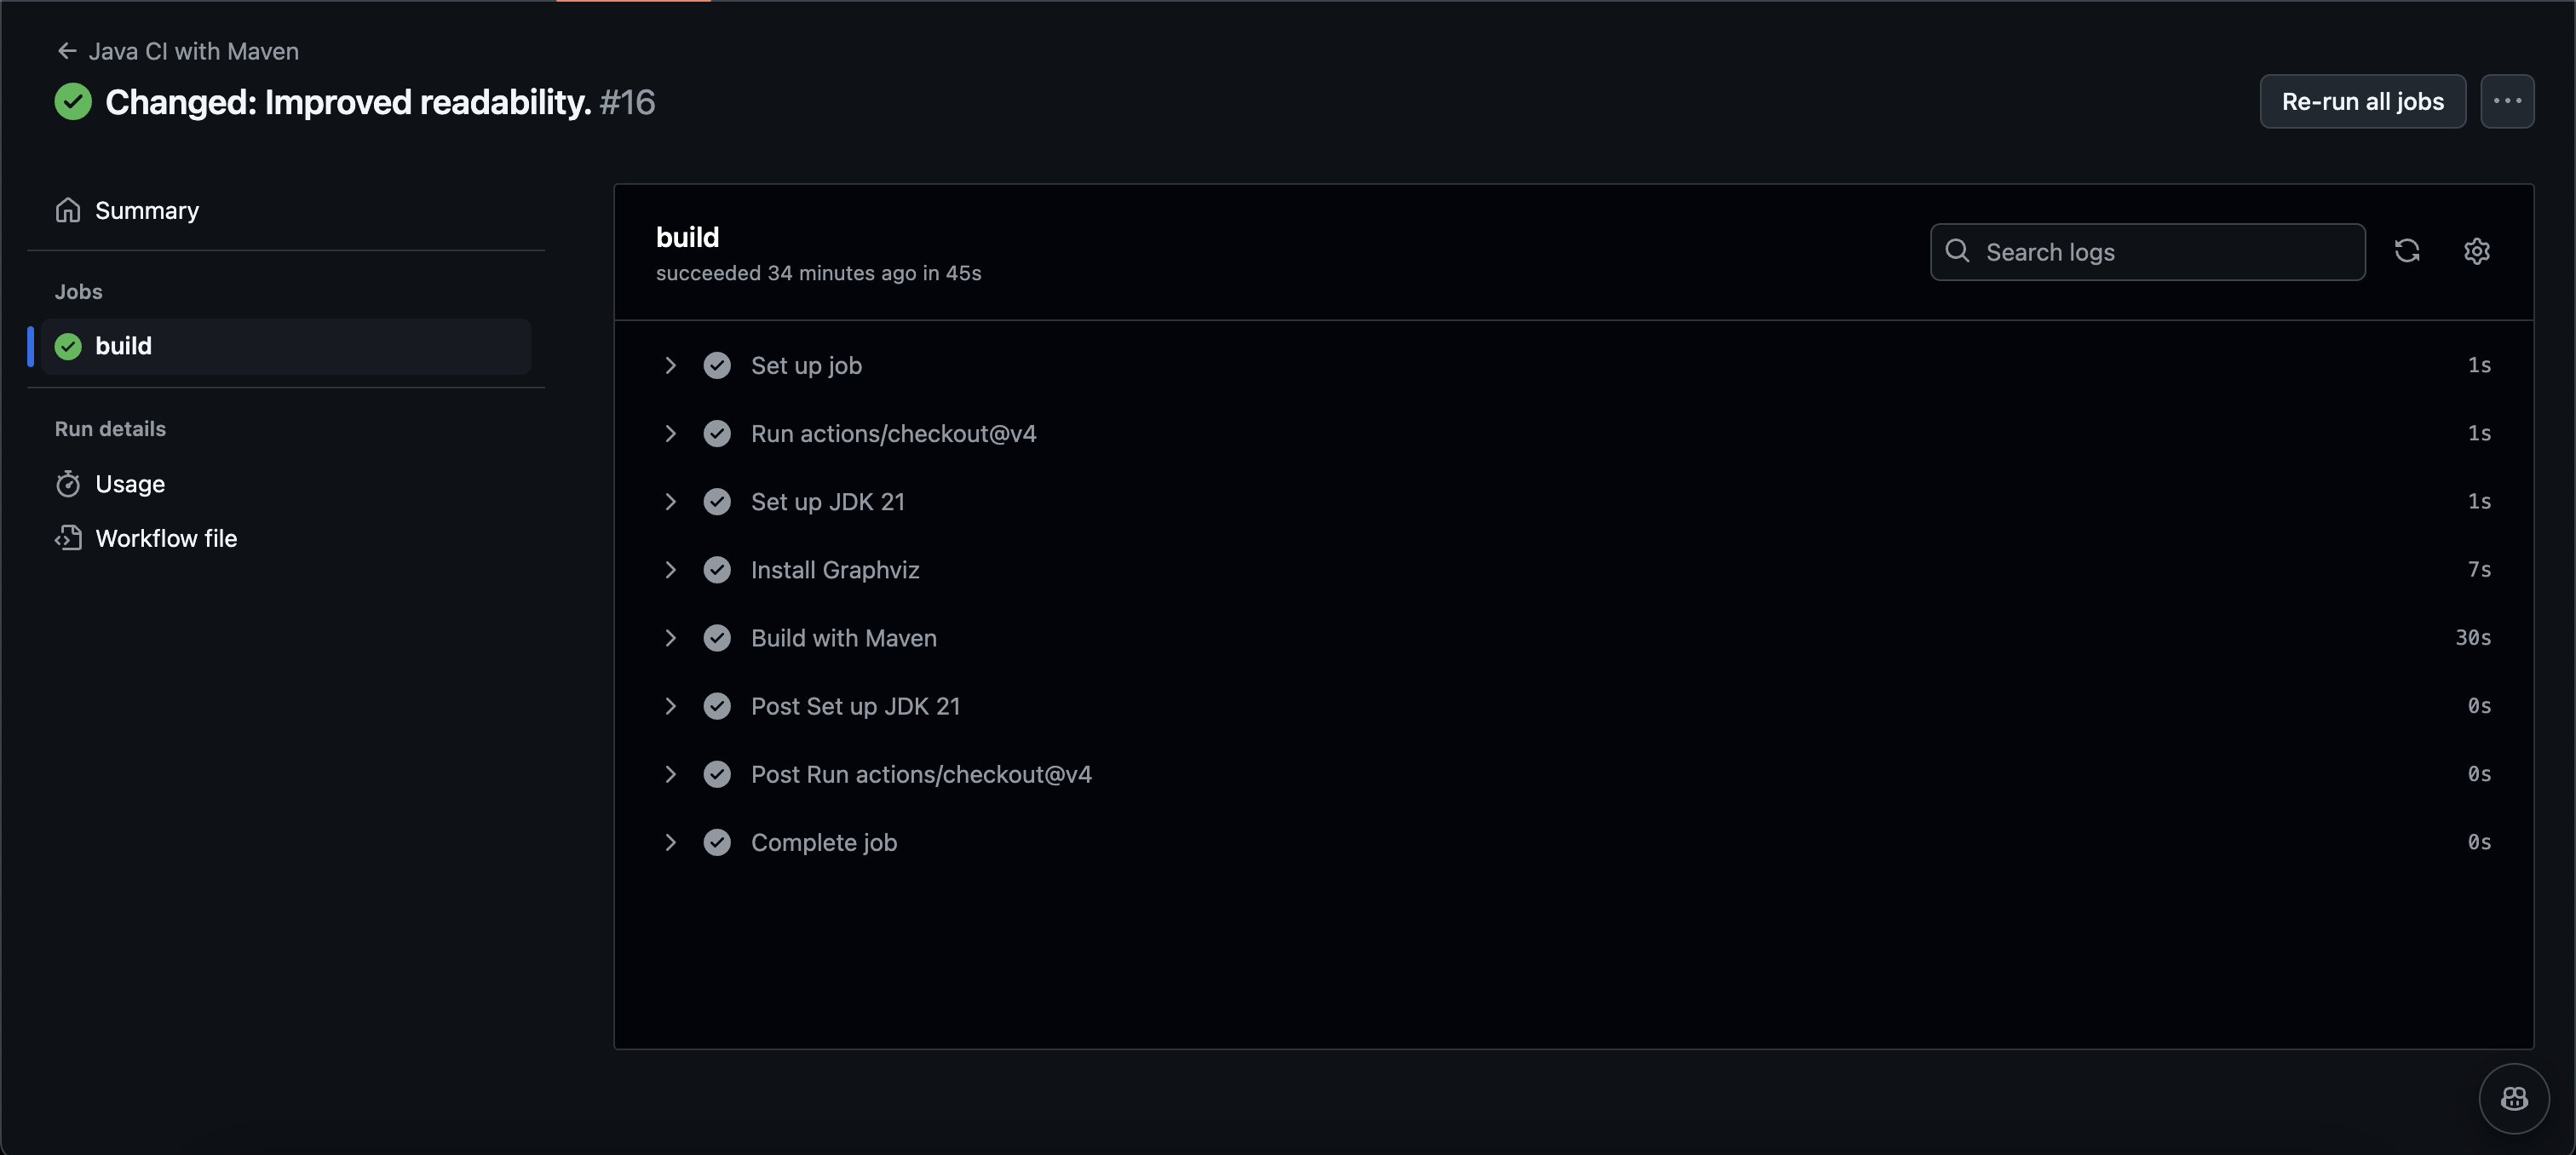 Java CI with Maven
Changed: Improved readability. #16
Re-run all jobs
Summary
Jobs
build
Run details
Usage
Workflow file
build
succeeded 34 minutes ago in 45s
Search logs
Set up job 1s
Run actions/checkout@v4 1s
Set up JDK 21 1s
Install Graphviz 7s
Build with Maven 30s
Post Set up JDK 21 0s
Post Run actions/checkout@v4 0s
Complete job 0s